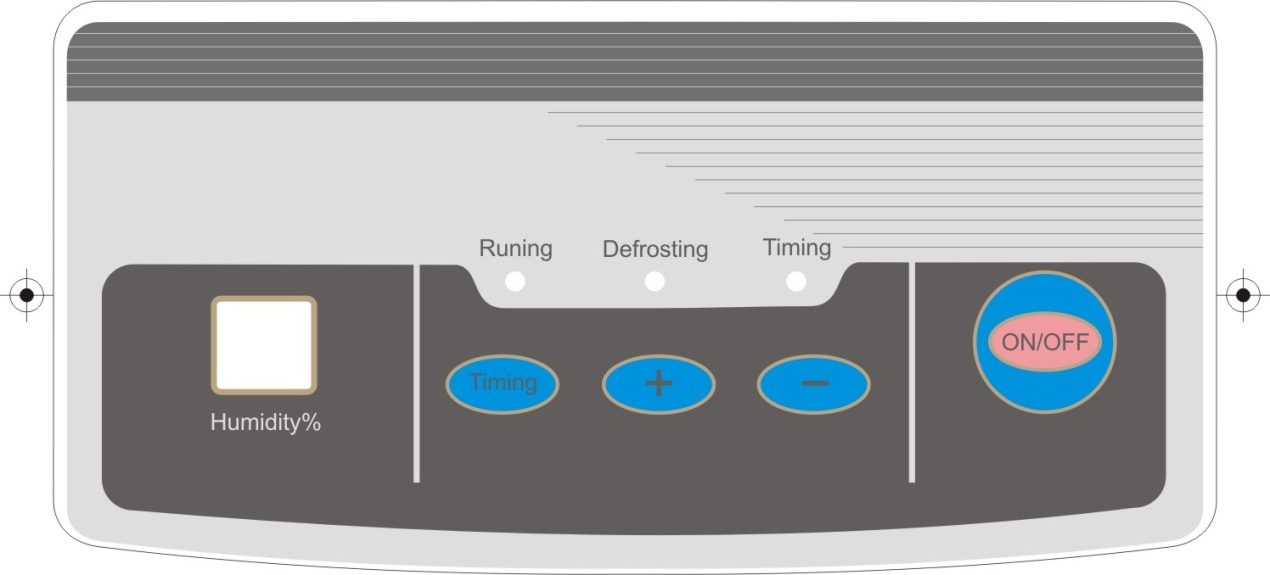 Runing Defrosting Timing
Timing + − ON/OFF
Humidity%